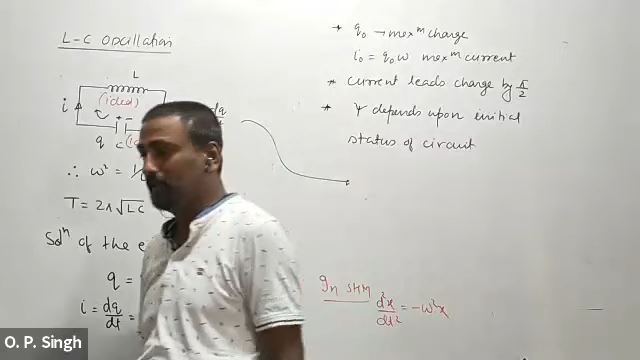 L-C OSCILLATION
L
(ideal)
i
+ -
q
C
dq
∴ ω² = 1/L
T = 2π√LC
Solⁿ of the e
q =
i = dq/dt =
* q₀ → maxᵐ charge
i₀ = q₀ω maxᵐ current
* current leads charge by π/2
* Ψ depends upon initial
status of circuit
In SHM
d²x/dt² = -ω²x
O. P. Singh